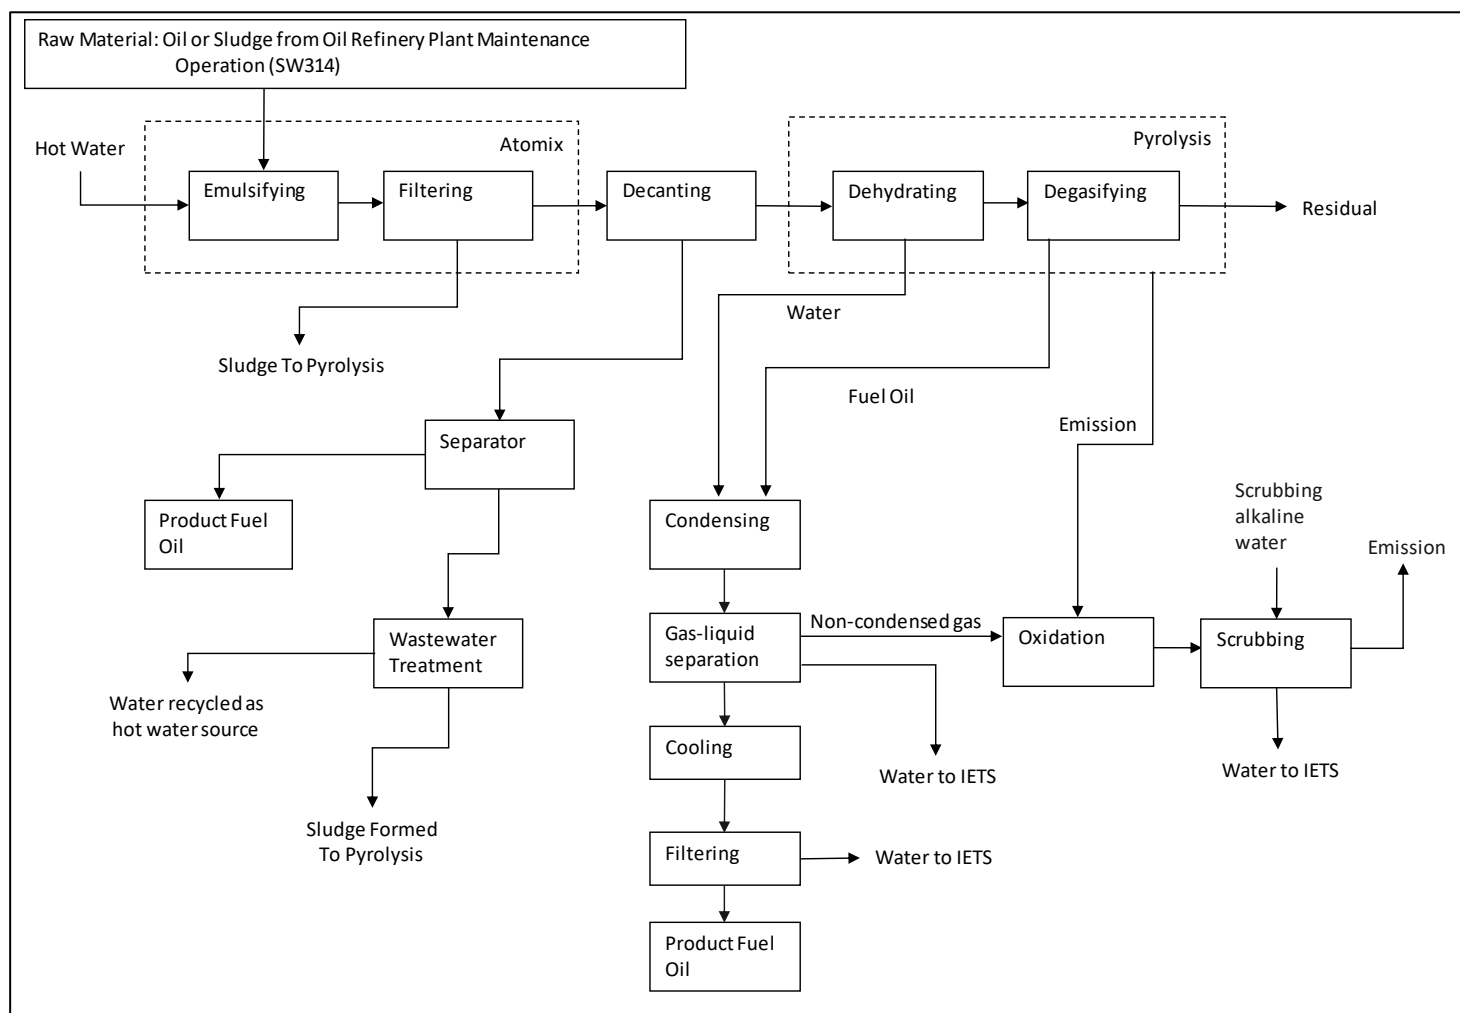 Raw Material: Oil or Sludge from Oil Refinery Plant Maintenance
Operation (SW314)
Hot Water
Atomix
Pyrolysis
Emulsifying
Filtering
Decanting
Dehydrating
Degasifying
Residual
Water
Sludge To Pyrolysis
Fuel Oil
Emission
Separator
Product Fuel
Oil
Condensing
Scrubbing
alkaline
water
Emission
Wastewater
Treatment
Gas-liquid
separation
Non-condensed gas
Oxidation
Scrubbing
Water recycled as
hot water source
Cooling
Water to IETS
Water to IETS
Sludge Formed
To Pyrolysis
Filtering
Water to IETS
Product Fuel
Oil